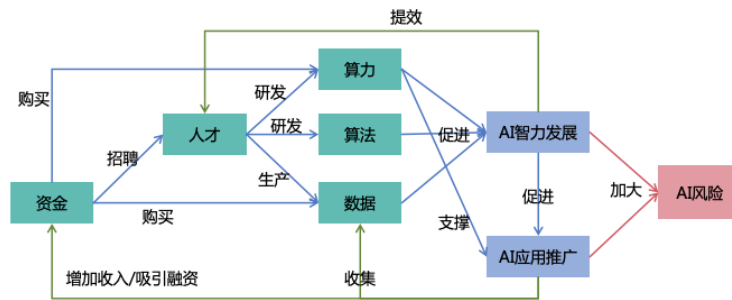 提效
算力
购买
研发
人才
研发
算法
促进
AI智力发展
招聘
加大
AI风险
生产
促进
资金
购买
数据
支撑
AI应用推广
增加收入/吸引融资
收集